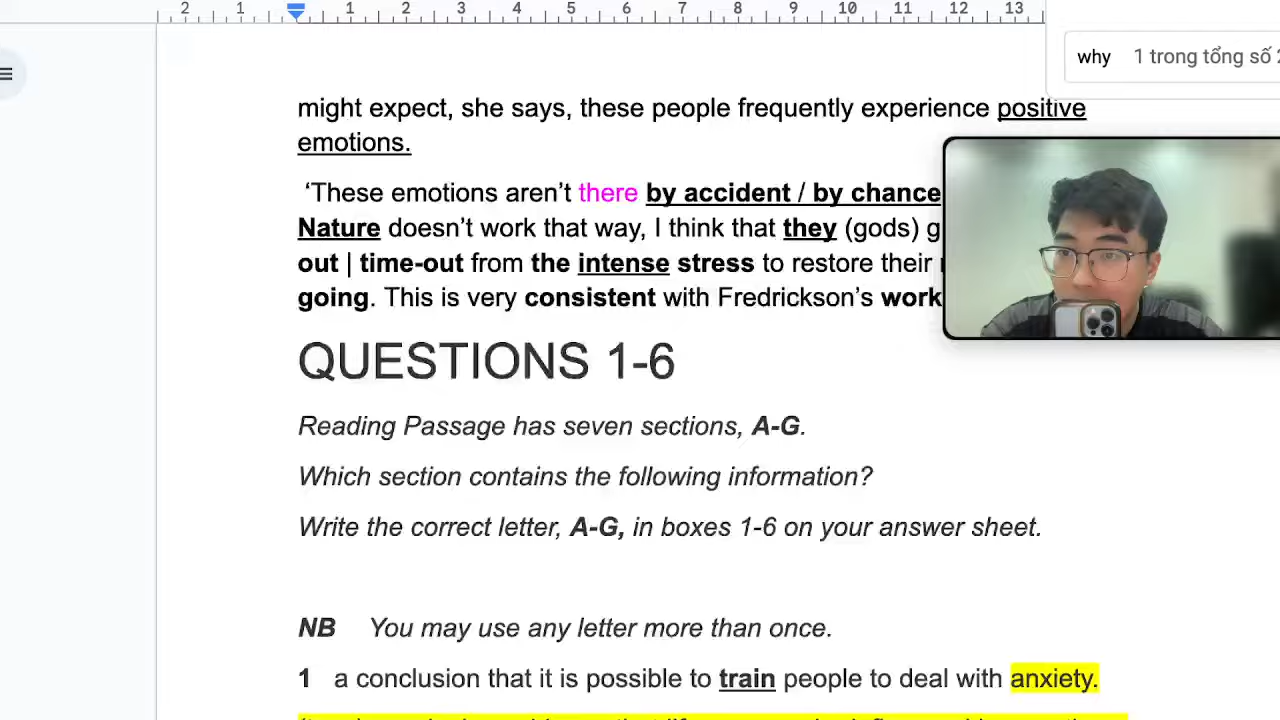 2 1 1 2 3 4 5 6 7 8 9 10 11 12 13
why 1 trong tổng số
might expect, she says, these people frequently experience positive
emotions.
‘These emotions aren’t there by accident / by chance
Nature doesn’t work that way, I think that they (gods)
out | time-out from the intense stress to restore their
going. This is very consistent with Fredrickson’s work
QUESTIONS 1-6
Reading Passage has seven sections, A-G.
Which section contains the following information?
Write the correct letter, A-G, in boxes 1-6 on your answer sheet.
NB You may use any letter more than once.
1 a conclusion that it is possible to train people to deal with anxiety.